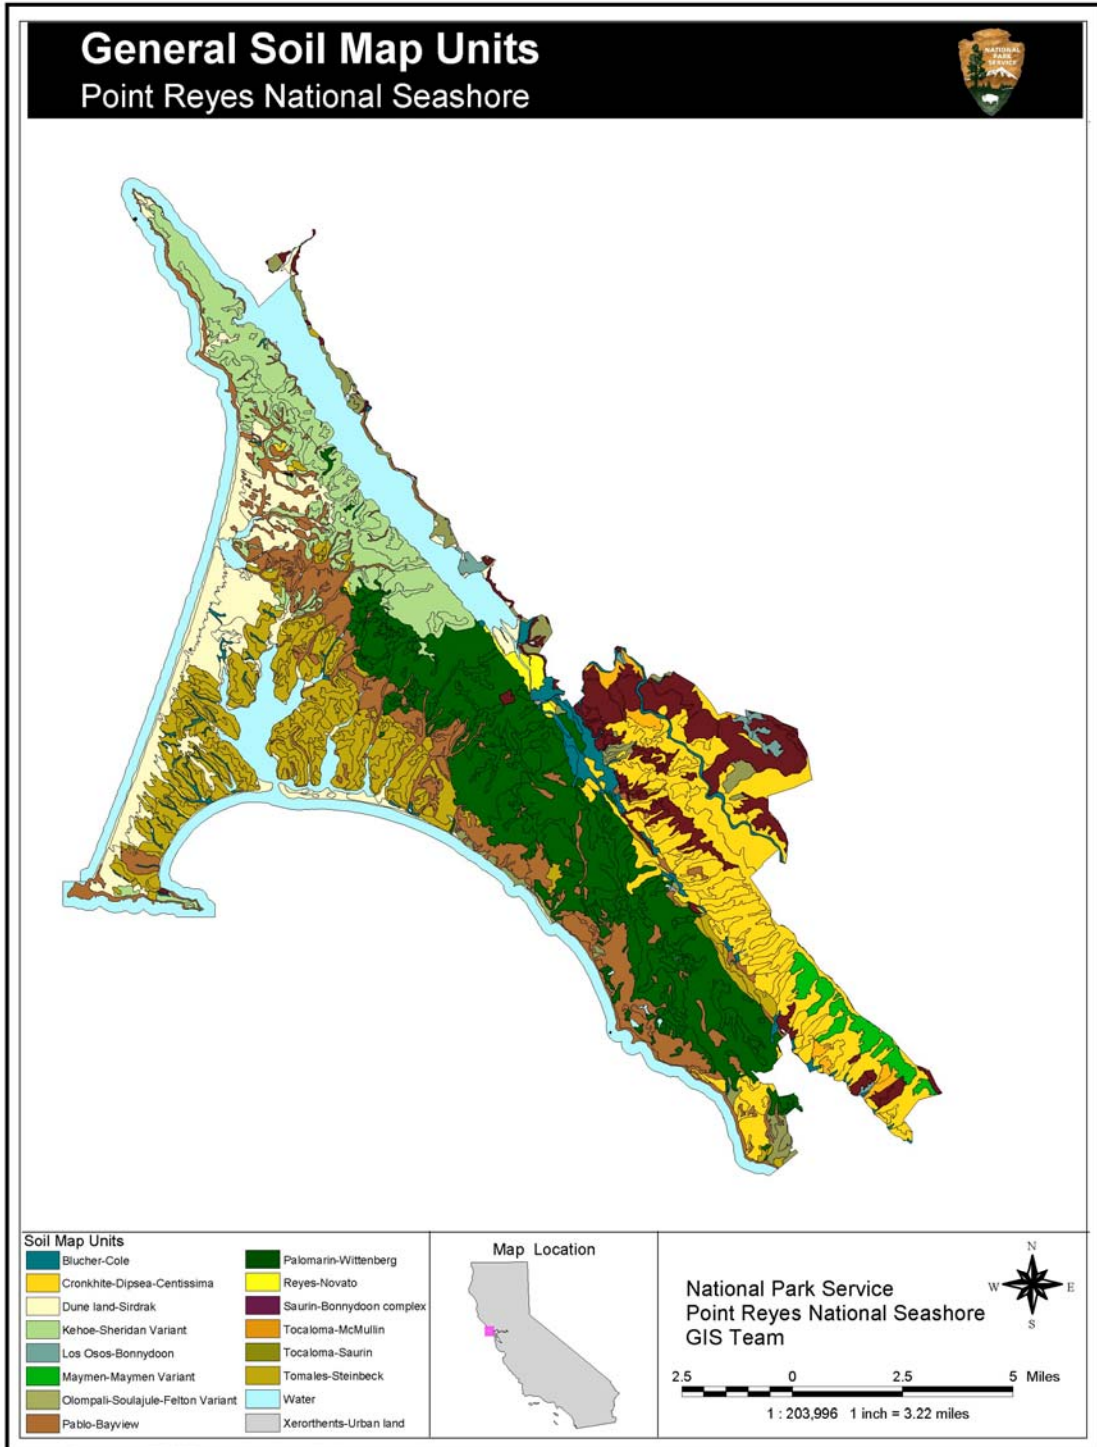 General Soil Map Units
Point Reyes National Seashore
NATIONAL
PARK
SERVICE
Soil Map Units
Blucher-Cole
Cronkhite-Dipsea-Centissima
Dune land-Sirdrak
Kehoe-Sheridan Variant
Los Osos-Bonnydoon
Maymen-Maymen Variant
Olompali-Soulajule-Felton Variant
Pablo-Bayview
Palomarin-Wittenberg
Reyes-Novato
Saurin-Bonnydoon complex
Tocaloma-McMullin
Tocaloma-Saurin
Tomales-Steinbeck
Water
Xerorthents-Urban land
Map Location
National Park Service
Point Reyes National Seashore
GIS Team
N
W E
S
2.5 0 2.5 5 Miles
1 : 203,996 1 inch = 3.22 miles